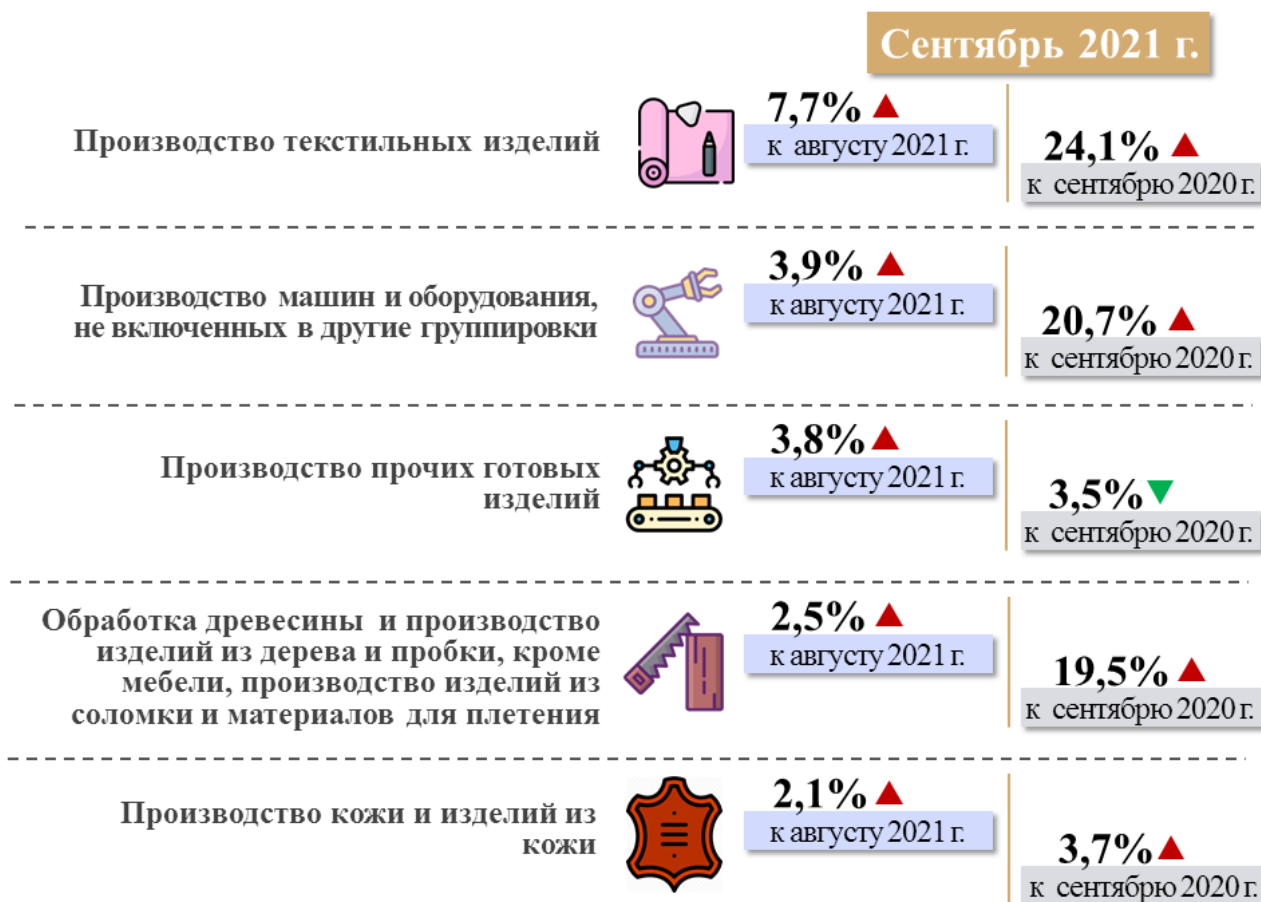 Сентябрь 2021 г.
Производство текстильных изделий
7,7%
к августу 2021 г.
24,1%
к сентябрю 2020 г.
Производство машин и оборудования,
не включенных в другие группировки
3,9%
к августу 2021 г.
20,7%
к сентябрю 2020 г.
Производство прочих готовых
изделий
3,8%
к августу 2021 г.
3,5%
к сентябрю 2020 г.
Обработка древесины и производство
изделий из дерева и пробки, кроме
мебели, производство изделий из
соломки и материалов для плетения
2,5%
к августу 2021 г.
19,5%
к сентябрю 2020 г.
Производство кожи и изделий из
кожи
2,1%
к августу 2021 г.
3,7%
к сентябрю 2020 г.